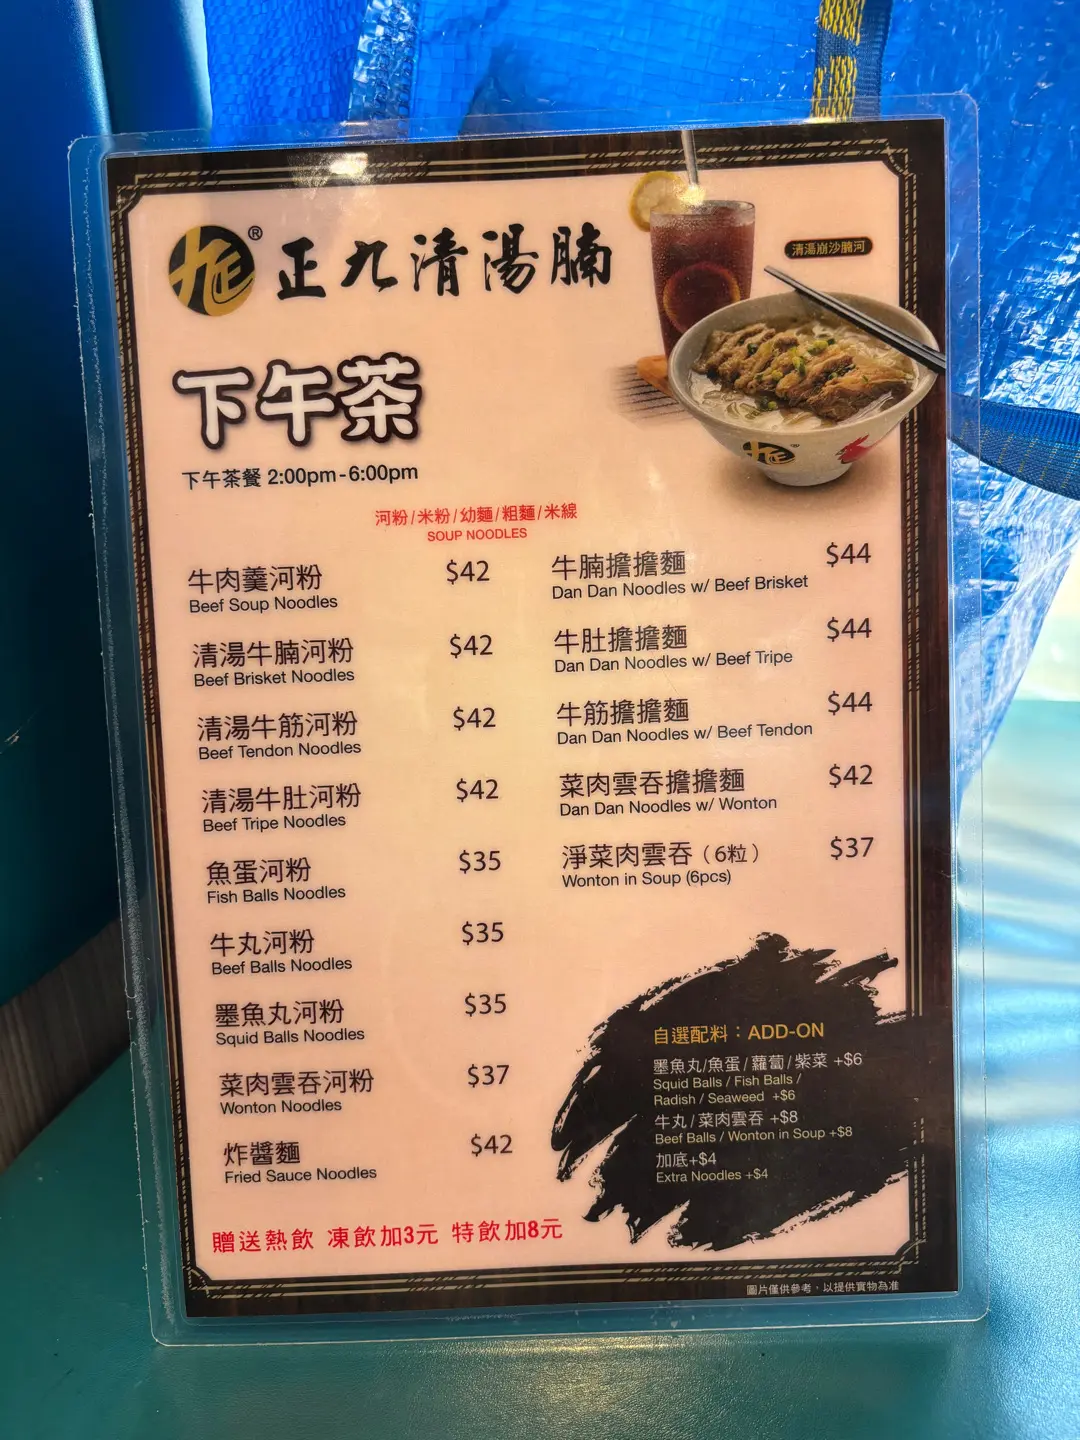 正九清湯腩
清湯崩沙腩河
下午茶
下午茶餐 2:00pm-6:00pm
河粉/米粉/幼麵/粗麵/米線
SOUP NOODLES
牛肉羹河粉 $42
Beef Soup Noodles
清湯牛腩河粉 $42
Beef Brisket Noodles
清湯牛筋河粉 $42
Beef Tendon Noodles
清湯牛肚河粉 $42
Beef Tripe Noodles
魚蛋河粉 $35
Fish Balls Noodles
牛丸河粉 $35
Beef Balls Noodles
墨魚丸河粉 $35
Squid Balls Noodles
菜肉雲吞河粉 $37
Wonton Noodles
炸醬麵 $42
Fried Sauce Noodles
牛腩擔擔麵 $44
Dan Dan Noodles w/ Beef Brisket
牛肚擔擔麵 $44
Dan Dan Noodles w/ Beef Tripe
牛筋擔擔麵 $44
Dan Dan Noodles w/ Beef Tendon
菜肉雲吞擔擔麵 $42
Dan Dan Noodles w/ Wonton
淨菜肉雲吞（6粒） $37
Wonton in Soup (6pcs)
自選配料：ADD-ON
墨魚丸/魚蛋/蘿蔔/紫菜 +$6
Squid Balls / Fish Balls /
Radish / Seaweed +$6
牛丸/菜肉雲吞 +$8
Beef Balls / Wonton in Soup +$8
加底+$4
Extra Noodles +$4
贈送熱飲 凍飲加3元 特飲加8元
圖片僅供參考，以提供實物為准